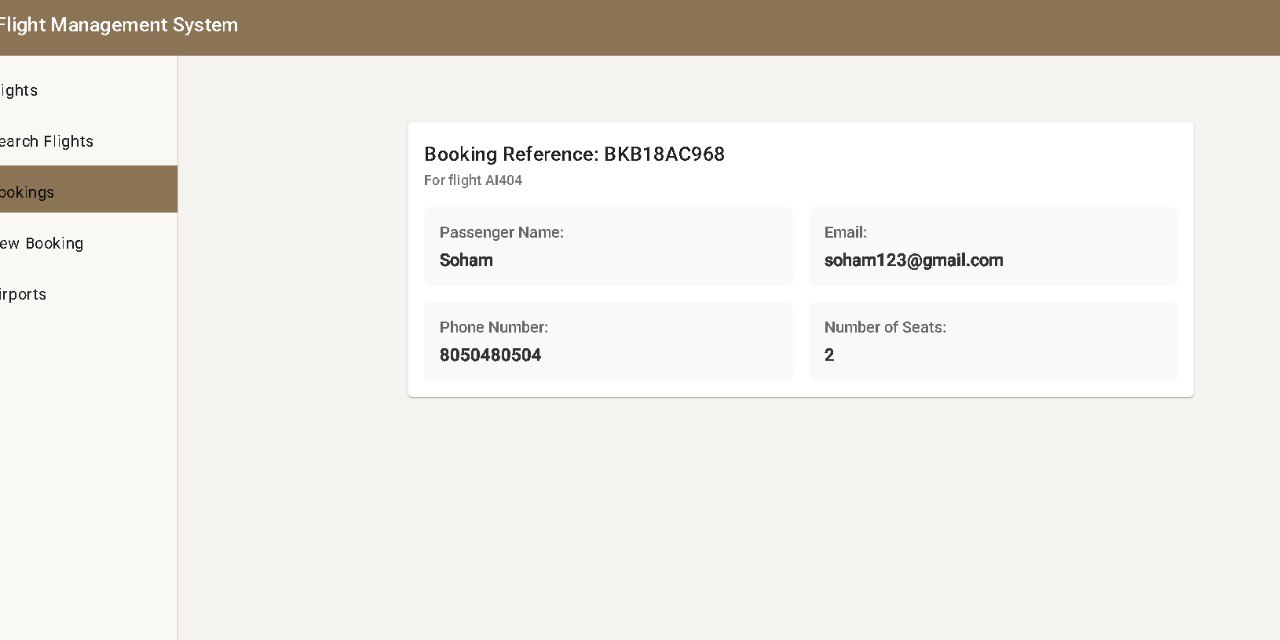 Flight Management System
ights
earch Flights
ookings
ew Booking
irports
Booking Reference: BKB18AC968
For flight AI404
Passenger Name:
Soham
Email:
soham123@gmail.com
Phone Number:
8050480504
Number of Seats:
2